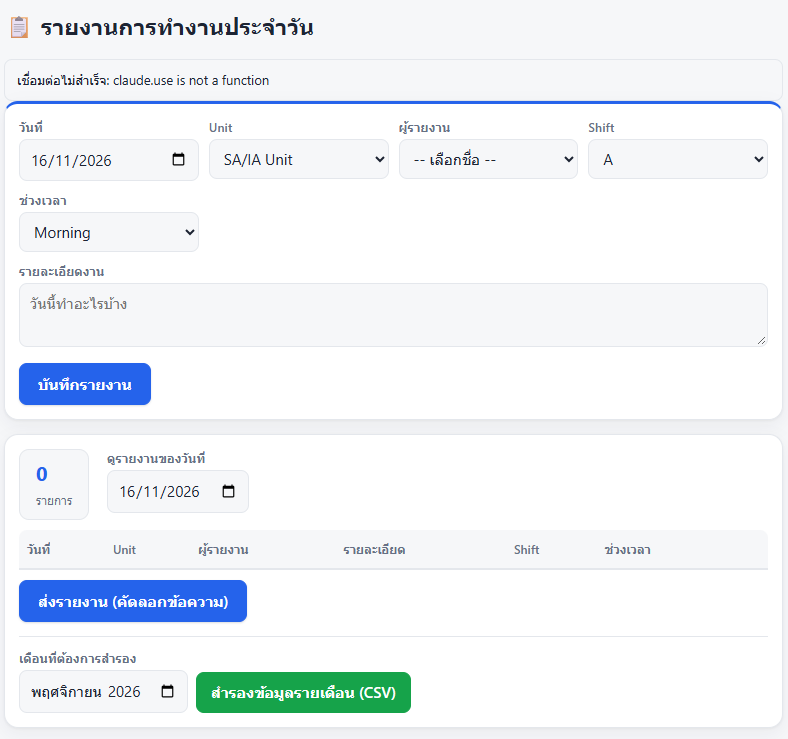 รายงานการทำงานประจำวัน
เชื่อมต่อไม่สำเร็จ: claude.use is not a function
วันที่ Unit ผู้รายงาน Shift
16/11/2026 SA/IA Unit -- เลือกชื่อ -- A
ช่วงเวลา
Morning
รายละเอียดงาน
วันนี้ทำอะไรบ้าง
บันทึกรายงาน
0
รายการ
ดูรายงานของวันที่
16/11/2026
วันที่ Unit ผู้รายงาน รายละเอียด Shift ช่วงเวลา
ส่งรายงาน (คัดลอกข้อความ)
เดือนที่ต้องการสำรอง
พฤศจิกายน 2026 สำรองข้อมูลรายเดือน (CSV)